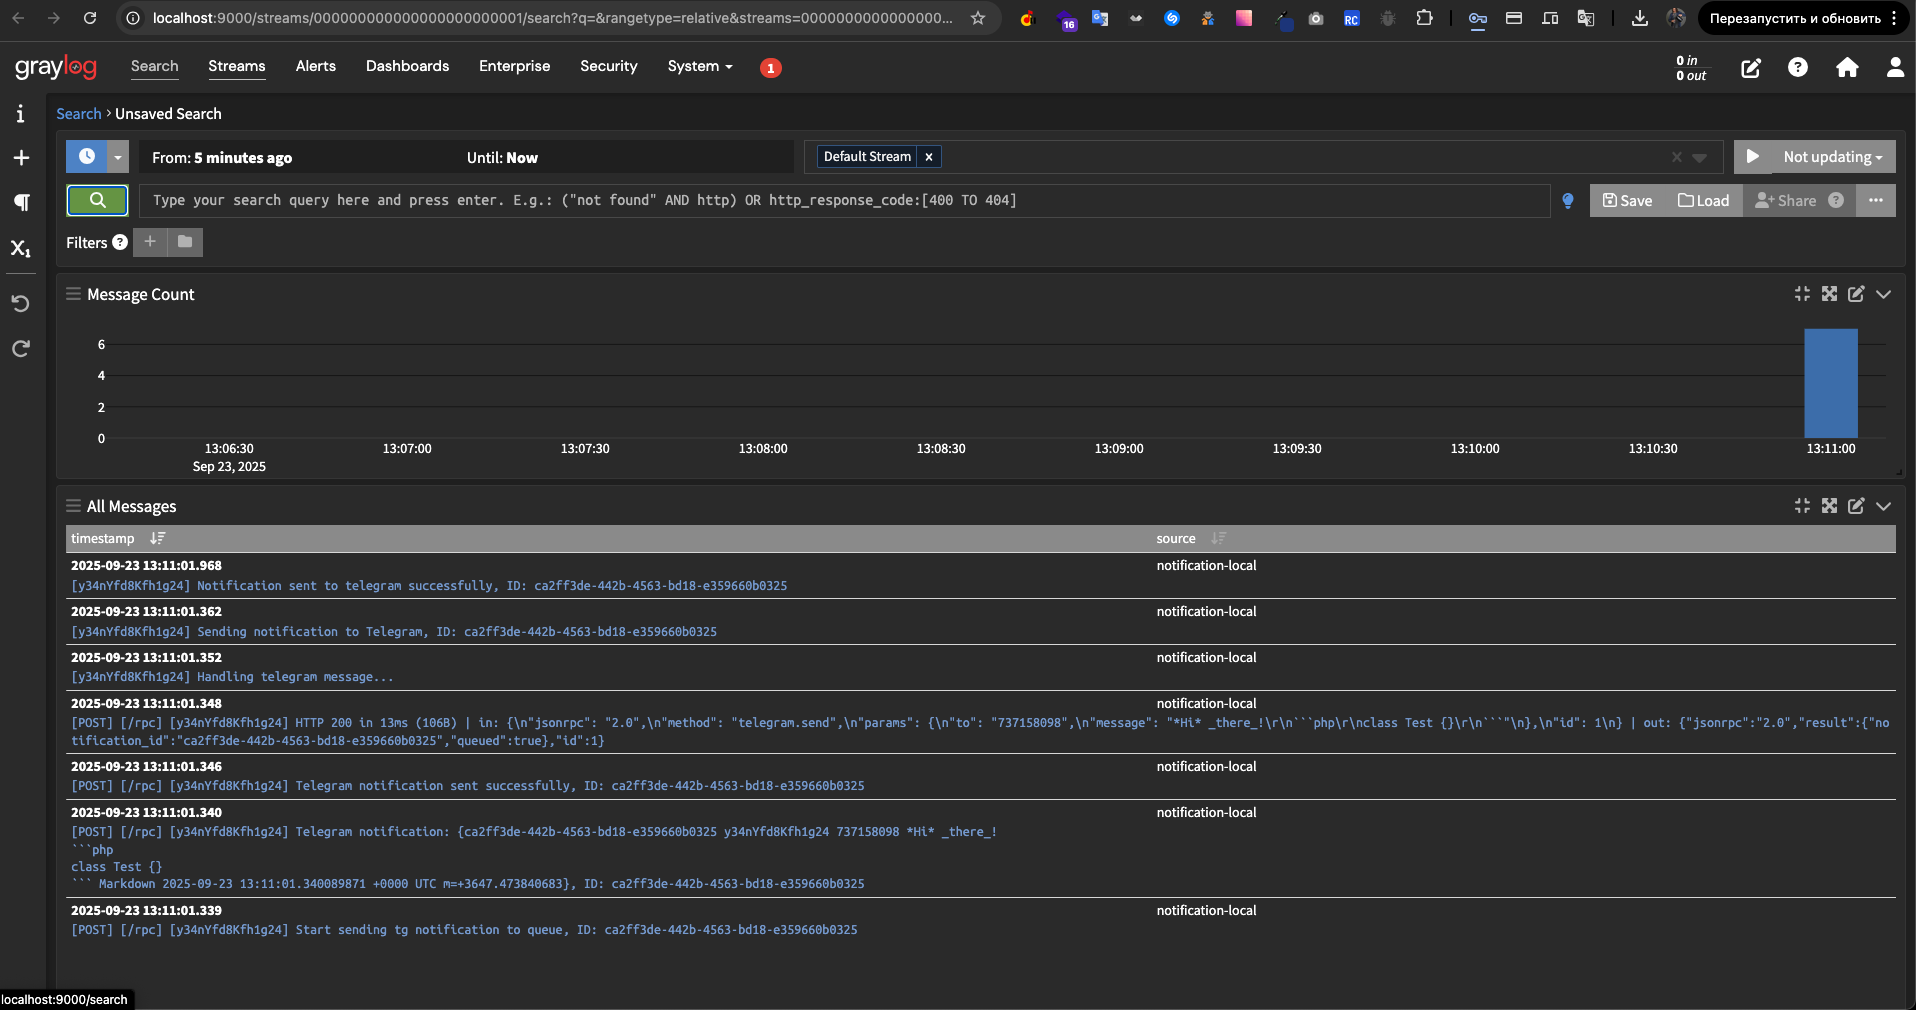 localhost:9000/streams/000000000000000000000001/search?q=&rangetype=relative&streams=0000000000000000...
16
RC
Перезапустить и обновить
graylog
Search
Streams
Alerts
Dashboards
Enterprise
Security
System
1
0 in
0 out
Search › Unsaved Search
From: 5 minutes ago
Until: Now
Default Stream
Not updating
Type your search query here and press enter. E.g.: ("not found" AND http) OR http_response_code:[400 TO 404]
Save
Load
Share
Filters
Message Count
6
4
2
0
13:06:30
13:07:00
13:07:30
13:08:00
13:08:30
13:09:00
13:09:30
13:10:00
13:10:30
13:11:00
Sep 23, 2025
All Messages
timestamp
source
2025-09-23 13:11:01.968
notification-local
[y34nYfd8Kfh1g24] Notification sent to telegram successfully, ID: ca2ff3de-442b-4563-bd18-e359660b0325
2025-09-23 13:11:01.362
notification-local
[y34nYfd8Kfh1g24] Sending notification to Telegram, ID: ca2ff3de-442b-4563-bd18-e359660b0325
2025-09-23 13:11:01.352
notification-local
[y34nYfd8Kfh1g24] Handling telegram message...
2025-09-23 13:11:01.348
notification-local
[POST] [/rpc] [y34nYfd8Kfh1g24] HTTP 200 in 13ms (106B) | in: {\n"jsonrpc": "2.0",\n"method": "telegram.send",\n"params": {\n"to": "737158098",\n"message": "*Hi* _there_!\r\n```php\r\nclass Test {}\r\n```"\n},\n"id": 1\n} | out: {"jsonrpc":"2.0","result":{"no
tification_id":"ca2ff3de-442b-4563-bd18-e359660b0325","queued":true},"id":1}
2025-09-23 13:11:01.346
notification-local
[POST] [/rpc] [y34nYfd8Kfh1g24] Telegram notification sent successfully, ID: ca2ff3de-442b-4563-bd18-e359660b0325
2025-09-23 13:11:01.340
notification-local
[POST] [/rpc] [y34nYfd8Kfh1g24] Telegram notification: {ca2ff3de-442b-4563-bd18-e359660b0325 y34nYfd8Kfh1g24 737158098 *Hi* _there_!
```php
class Test {}
``` Markdown 2025-09-23 13:11:01.340089871 +0000 UTC m=+3647.473840683}, ID: ca2ff3de-442b-4563-bd18-e359660b0325
2025-09-23 13:11:01.339
notification-local
[POST] [/rpc] [y34nYfd8Kfh1g24] Start sending tg notification to queue, ID: ca2ff3de-442b-4563-bd18-e359660b0325
localhost:9000/search